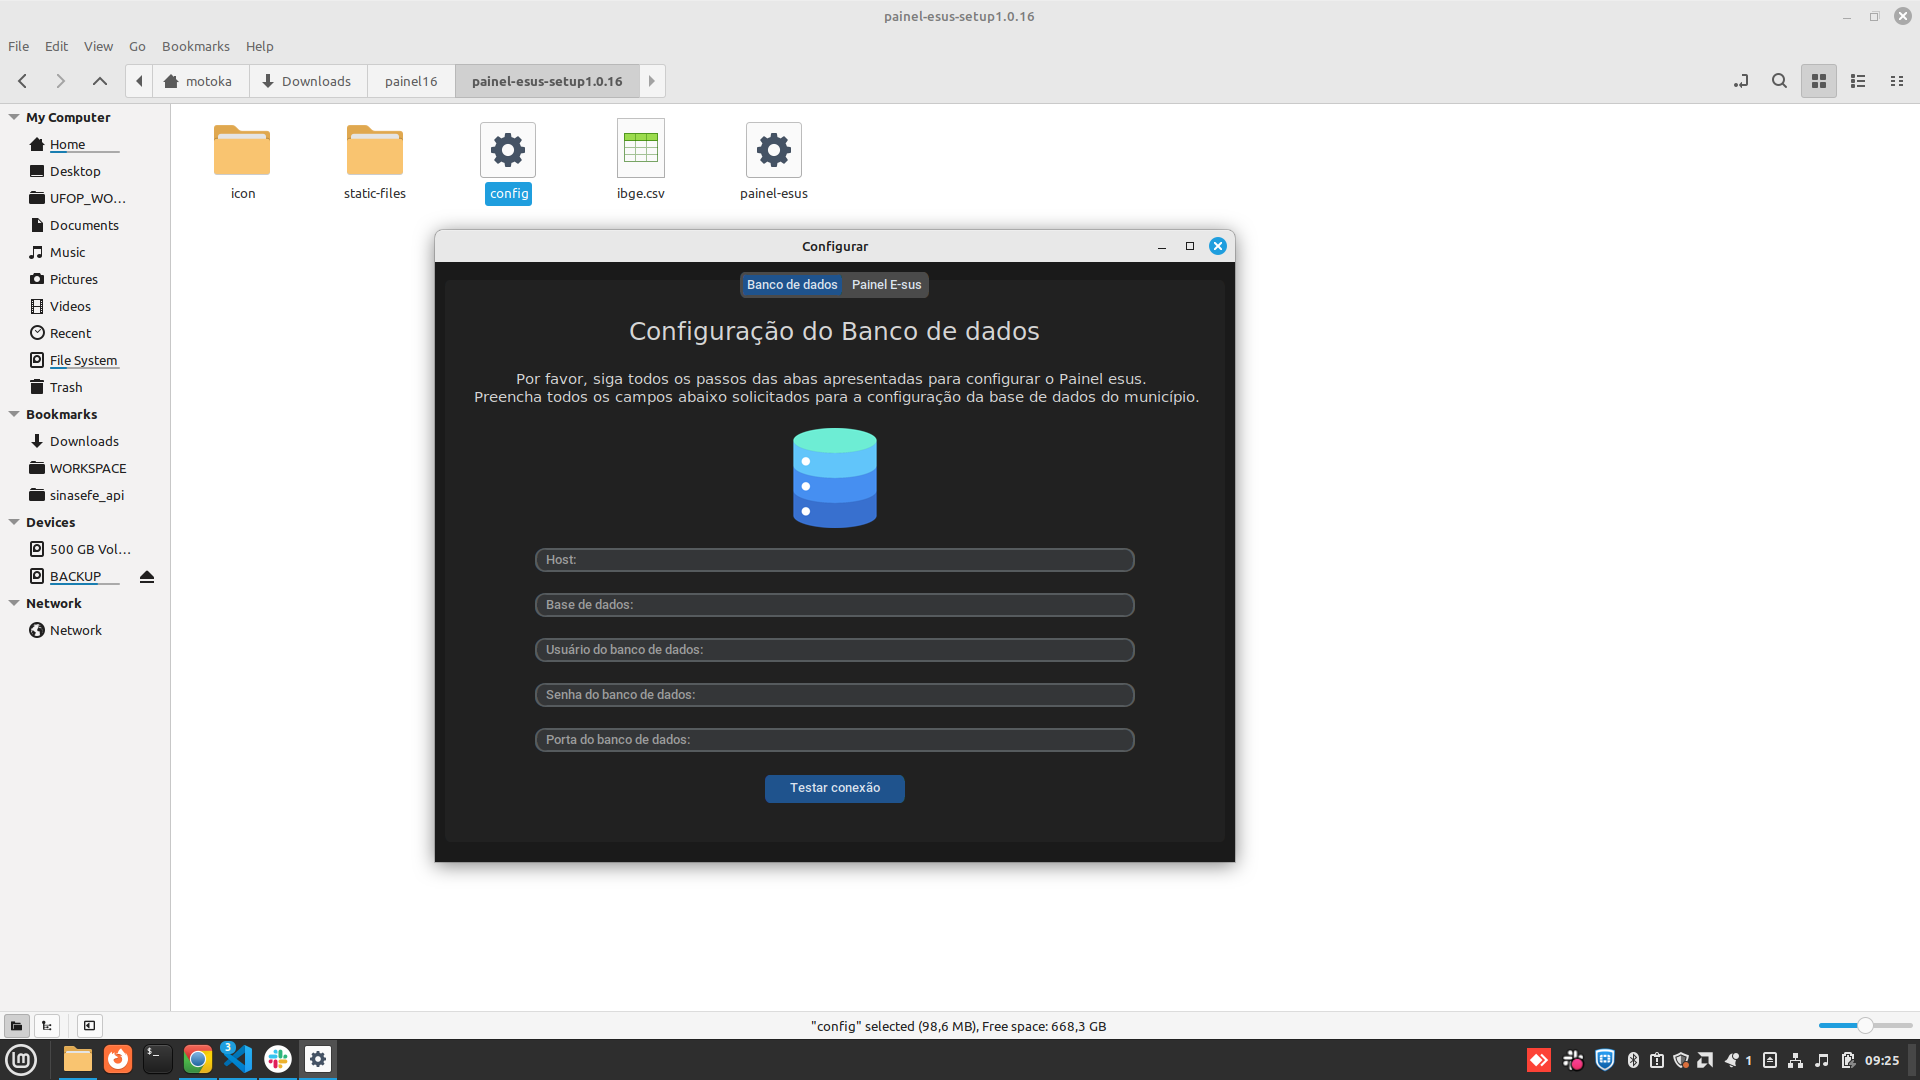 painel-esus-setup1.0.16
File Edit View Go Bookmarks Help
motoka Downloads painel16 painel-esus-setup1.0.16
My Computer
Home
Desktop
UFOP_WO...
Documents
Music
Pictures
Videos
Recent
File System
Trash
Bookmarks
Downloads
WORKSPACE
sinasefe_api
Devices
500 GB Vol...
BACKUP
Network
Network
icon static-files config ibge.csv painel-esus
Configurar
Banco de dados Painel E-sus
Configuração do Banco de dados
Por favor, siga todos os passos das abas apresentadas para configurar o Painel esus.
Preencha todos os campos abaixo solicitados para a configuração da base de dados do município.
Host:
Base de dados:
Usuário do banco de dados:
Senha do banco de dados:
Porta do banco de dados:
Testar conexão
"config" selected (98,6 MB), Free space: 668,3 GB
3
1 09:25